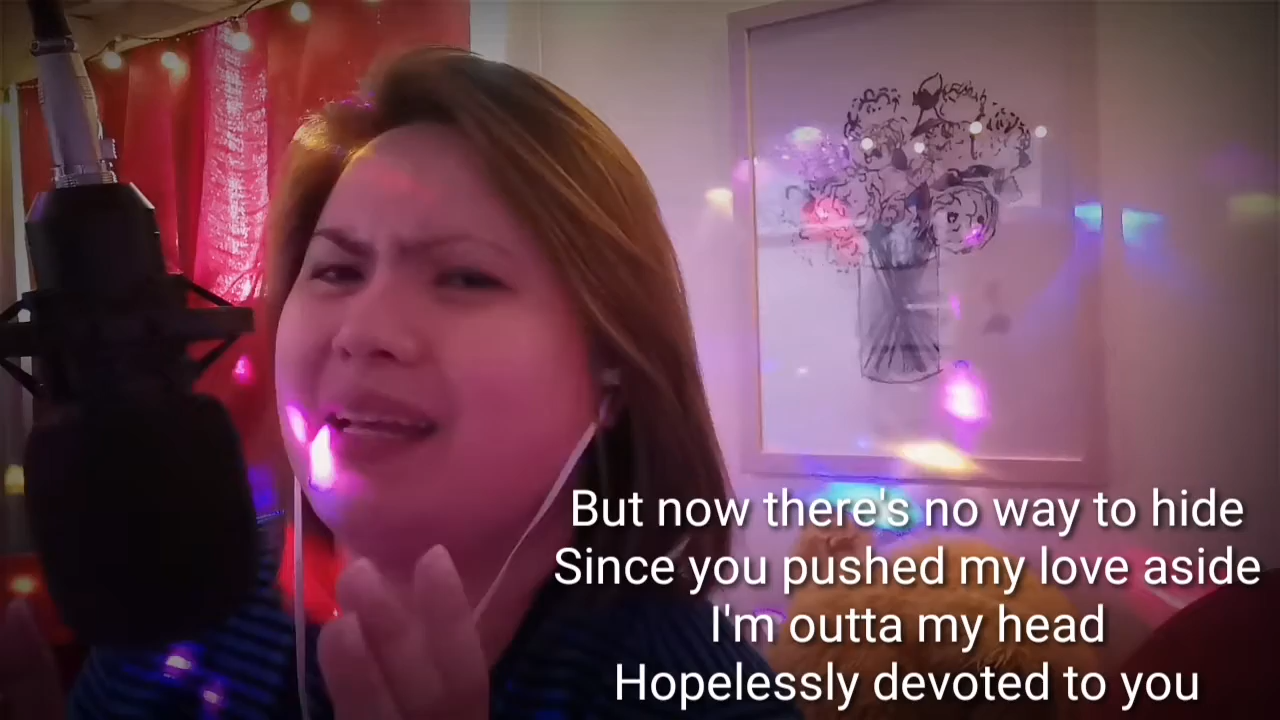 But now there's no way to hide
Since you pushed my love aside
I'm outta my head
Hopelessly devoted to you